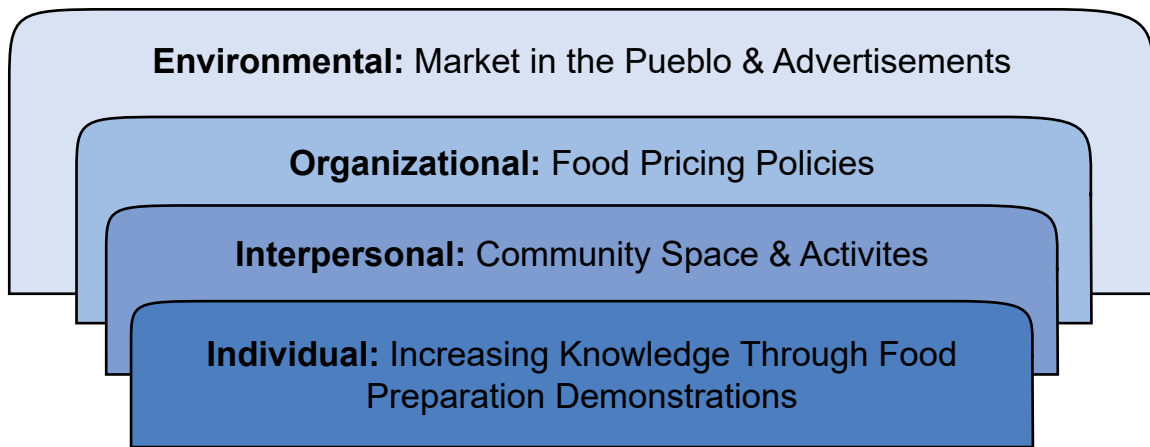 Environmental: Market in the Pueblo & Advertisements
Organizational: Food Pricing Policies
Interpersonal: Community Space & Activites
Individual: Increasing Knowledge Through Food
Preparation Demonstrations